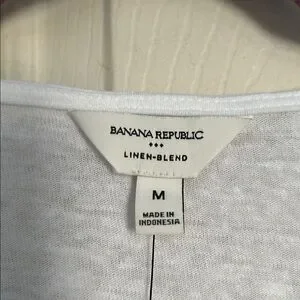 BANANA REPUBLIC
LINEN-BLEND
M
MADE IN
INDONESIA